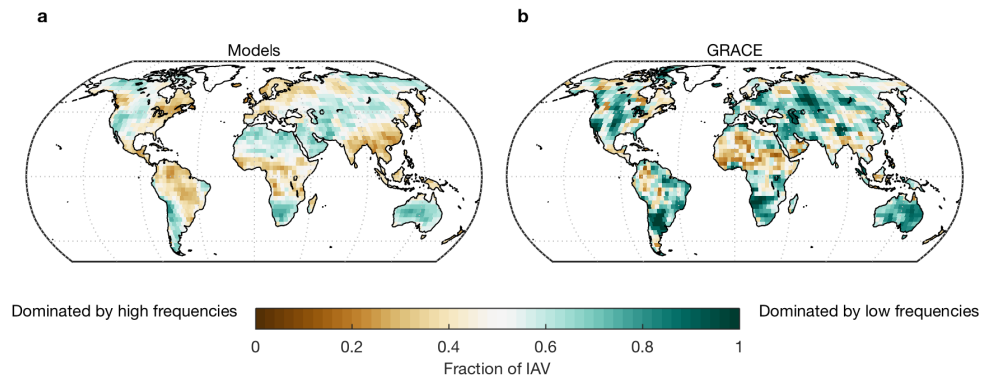 a
b
Models
GRACE
Dominated by high frequencies
Dominated by low frequencies
0
0.2
0.4
0.6
0.8
1
Fraction of IAV